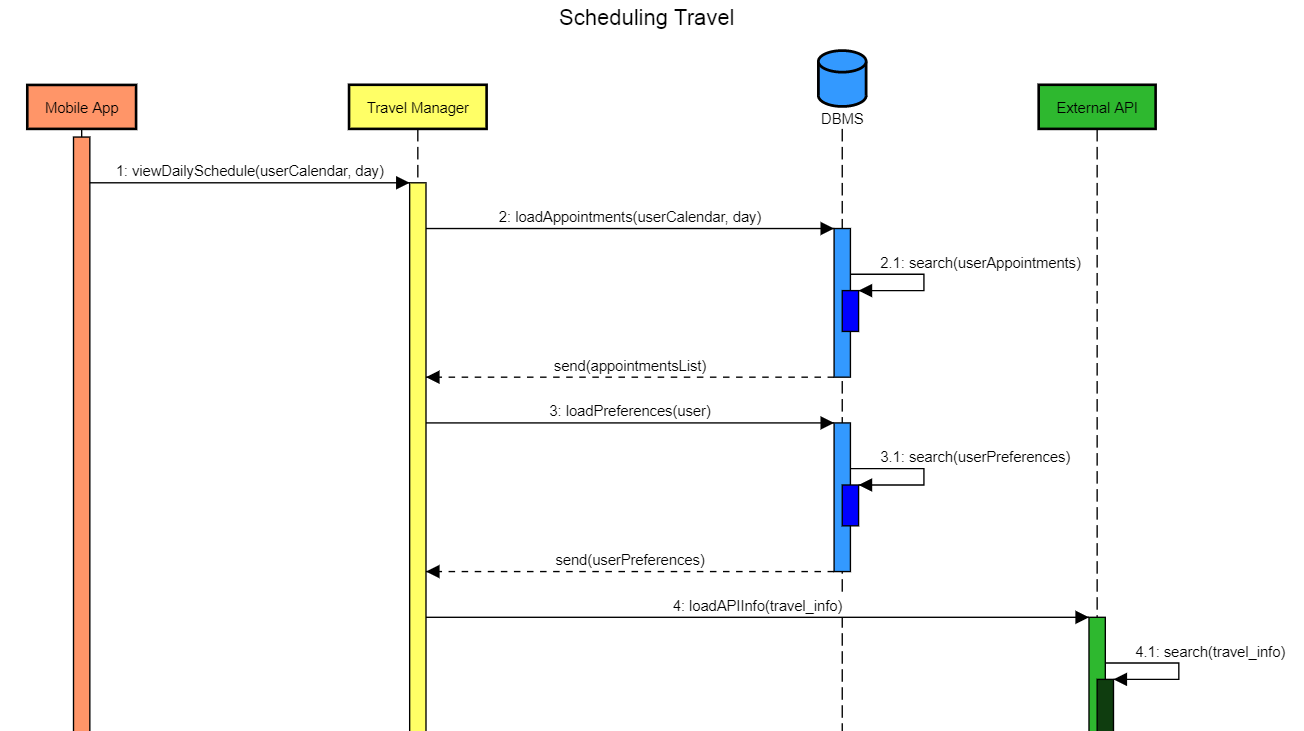 Scheduling Travel
Mobile App
Travel Manager
DBMS
External API
1: viewDailySchedule(userCalendar, day)
2: loadAppointments(userCalendar, day)
2.1: search(userAppointments)
send(appointmentsList)
3: loadPreferences(user)
3.1: search(userPreferences)
send(userPreferences)
4: loadAPIInfo(travel_info)
4.1: search(travel_info)